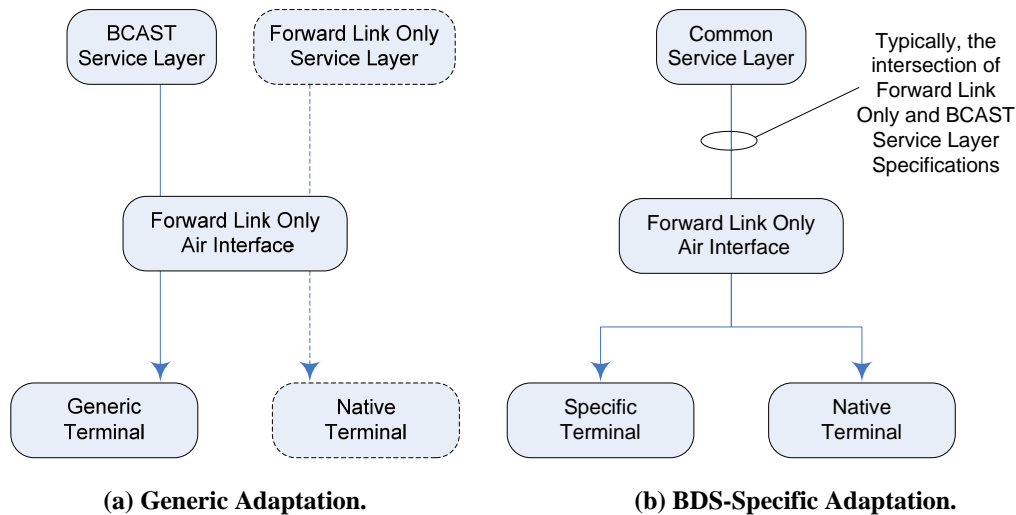 BCAST
Service Layer
Forward Link Only
Service Layer
Forward Link Only
Air Interface
Generic
Terminal
Native
Terminal
(a) Generic Adaptation.
Common
Service Layer
Typically, the
intersection of
Forward Link
Only and BCAST
Service Layer
Specifications
Forward Link Only
Air Interface
Specific
Terminal
Native
Terminal
(b) BDS-Specific Adaptation.